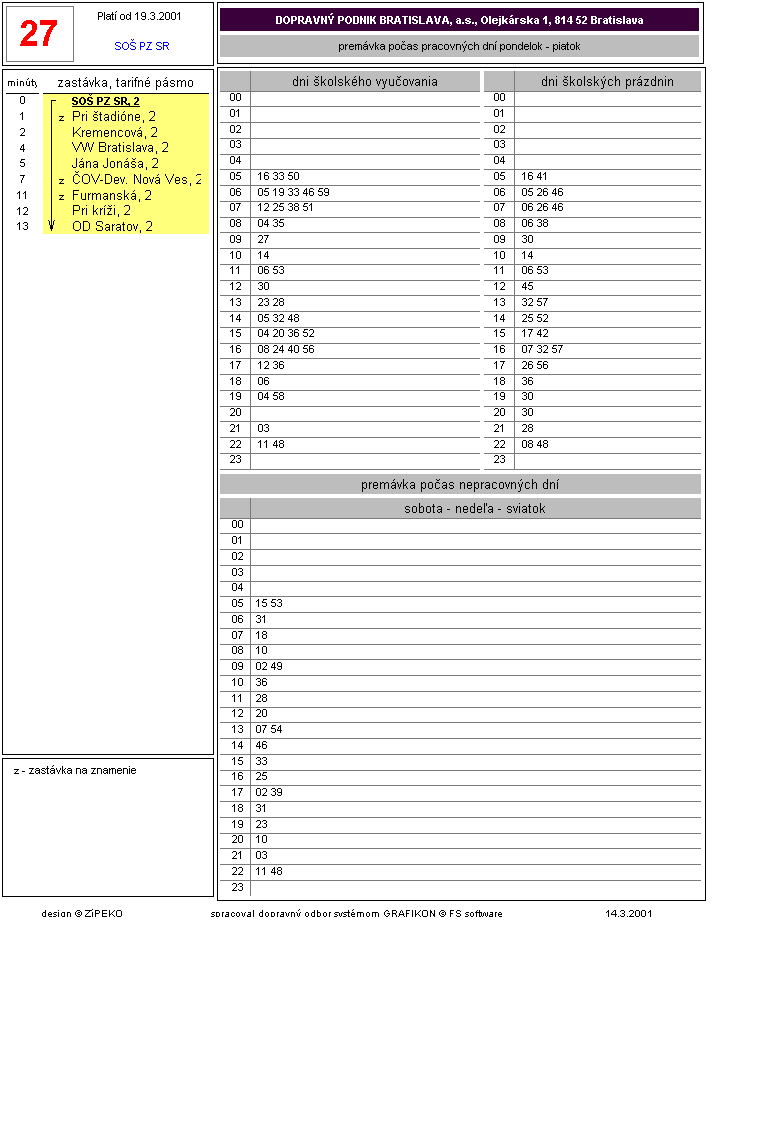 27
Platí od 19.3.2001
SOŠ PZ SR
DOPRAVNÝ PODNIK BRATISLAVA, a.s., Olejkárska 1, 814 52 Bratislava
premávka počas pracovných dní pondelok - piatok
minúty zastávka, tarifné pásmo
0 SOŠ PZ SR, 2
1 z Pri štadióne, 2
2 Kremencová, 2
4 VW Bratislava, 2
5 Jána Jonáša, 2
7 z ČOV-Dev. Nová Ves, 2
11 z Furmanská, 2
12 Pri kríži, 2
13 OD Saratov, 2
z - zastávka na znamenie
dni školského vyučovania
00
01
02
03
04
05 16 33 50
06 05 19 33 46 59
07 12 25 38 51
08 04 35
09 27
10 14
11 06 53
12 30
13 23 28
14 05 32 48
15 04 20 36 52
16 08 24 40 56
17 12 36
18 06
19 04 58
20
21 03
22 11 48
23
dni školských prázdnin
00
01
02
03
04
05 16 41
06 05 26 46
07 06 26 46
08 06 38
09 30
10 14
11 06 53
12 45
13 32 57
14 25 52
15 17 42
16 07 32 57
17 26 56
18 36
19 30
20 30
21 28
22 08 48
23
premávka počas nepracovných dní
sobota - nedeľa - sviatok
00
01
02
03
04
05 15 53
06 31
07 18
08 10
09 02 49
10 36
11 28
12 20
13 07 54
14 46
15 33
16 25
17 02 39
18 31
19 23
20 10
21 03
22 11 48
23
design © ZiPEKO spracoval dopravný odbor systémom GRAFIKON © FS software 14.3.2001